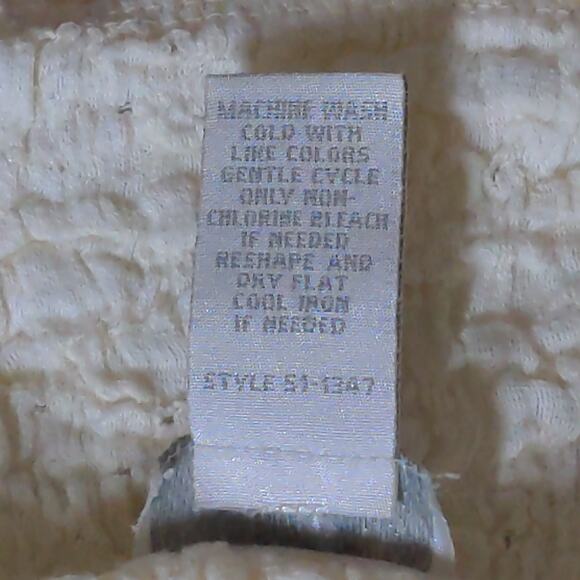 MACHINE WASH
COLD WITH
LIKE COLORS
GENTLE CYCLE
ONLY NON-
CHLORINE BLEACH
IF NEEDED
RESHAPE AND
DRY FLAT
COOL IRON
IF NEEDED
STYLE S1-1347